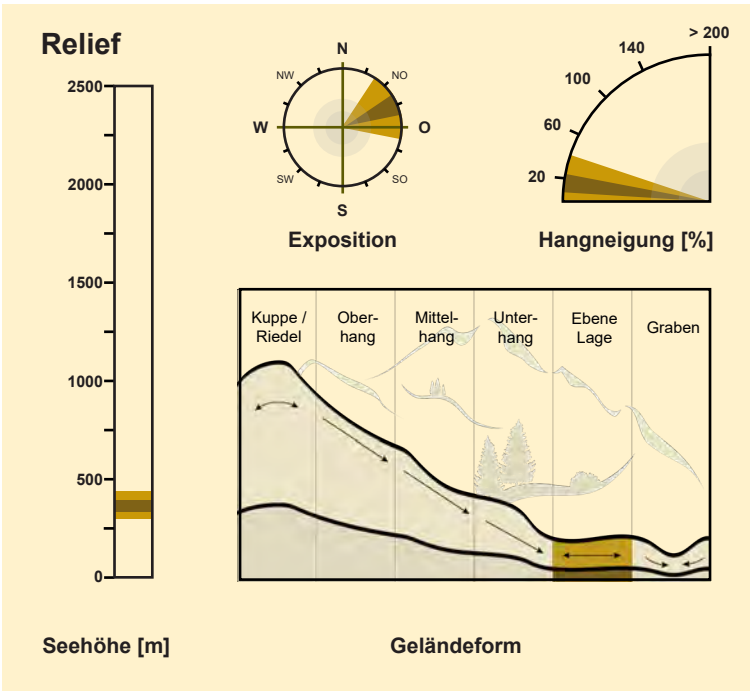 Relief
2500
2000
1500
1000
500
0
Seehöhe [m]
N
NW
NO
W
O
SW
SO
S
Exposition
> 200
140
100
60
20
Hangneigung [%]
Kuppe /
Riedel
Ober-
hang
Mittel-
hang
Unter-
hang
Ebene
Lage
Graben
Geländeform